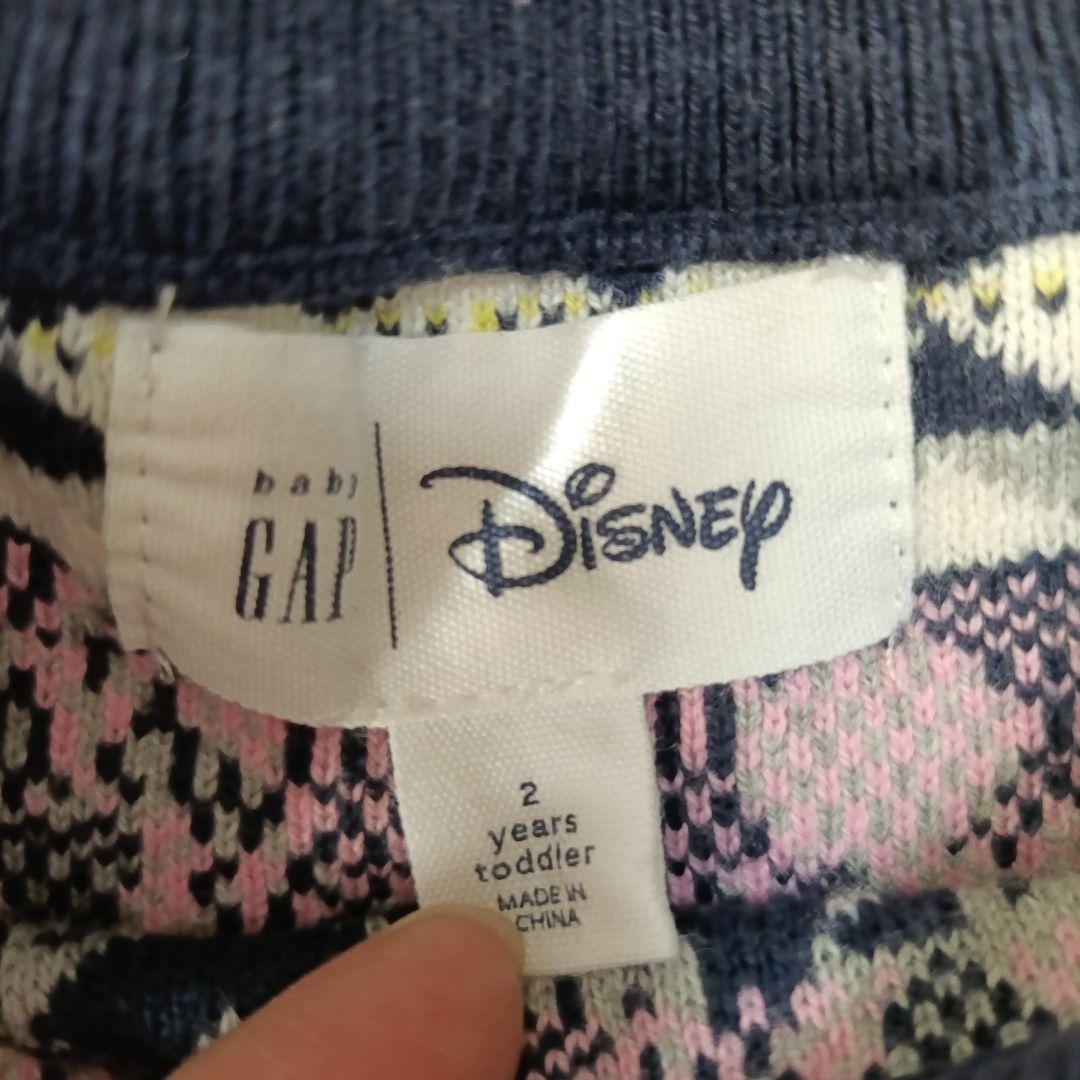 baby
GAP
Disney
2
years
toddler
MADE IN
CHINA